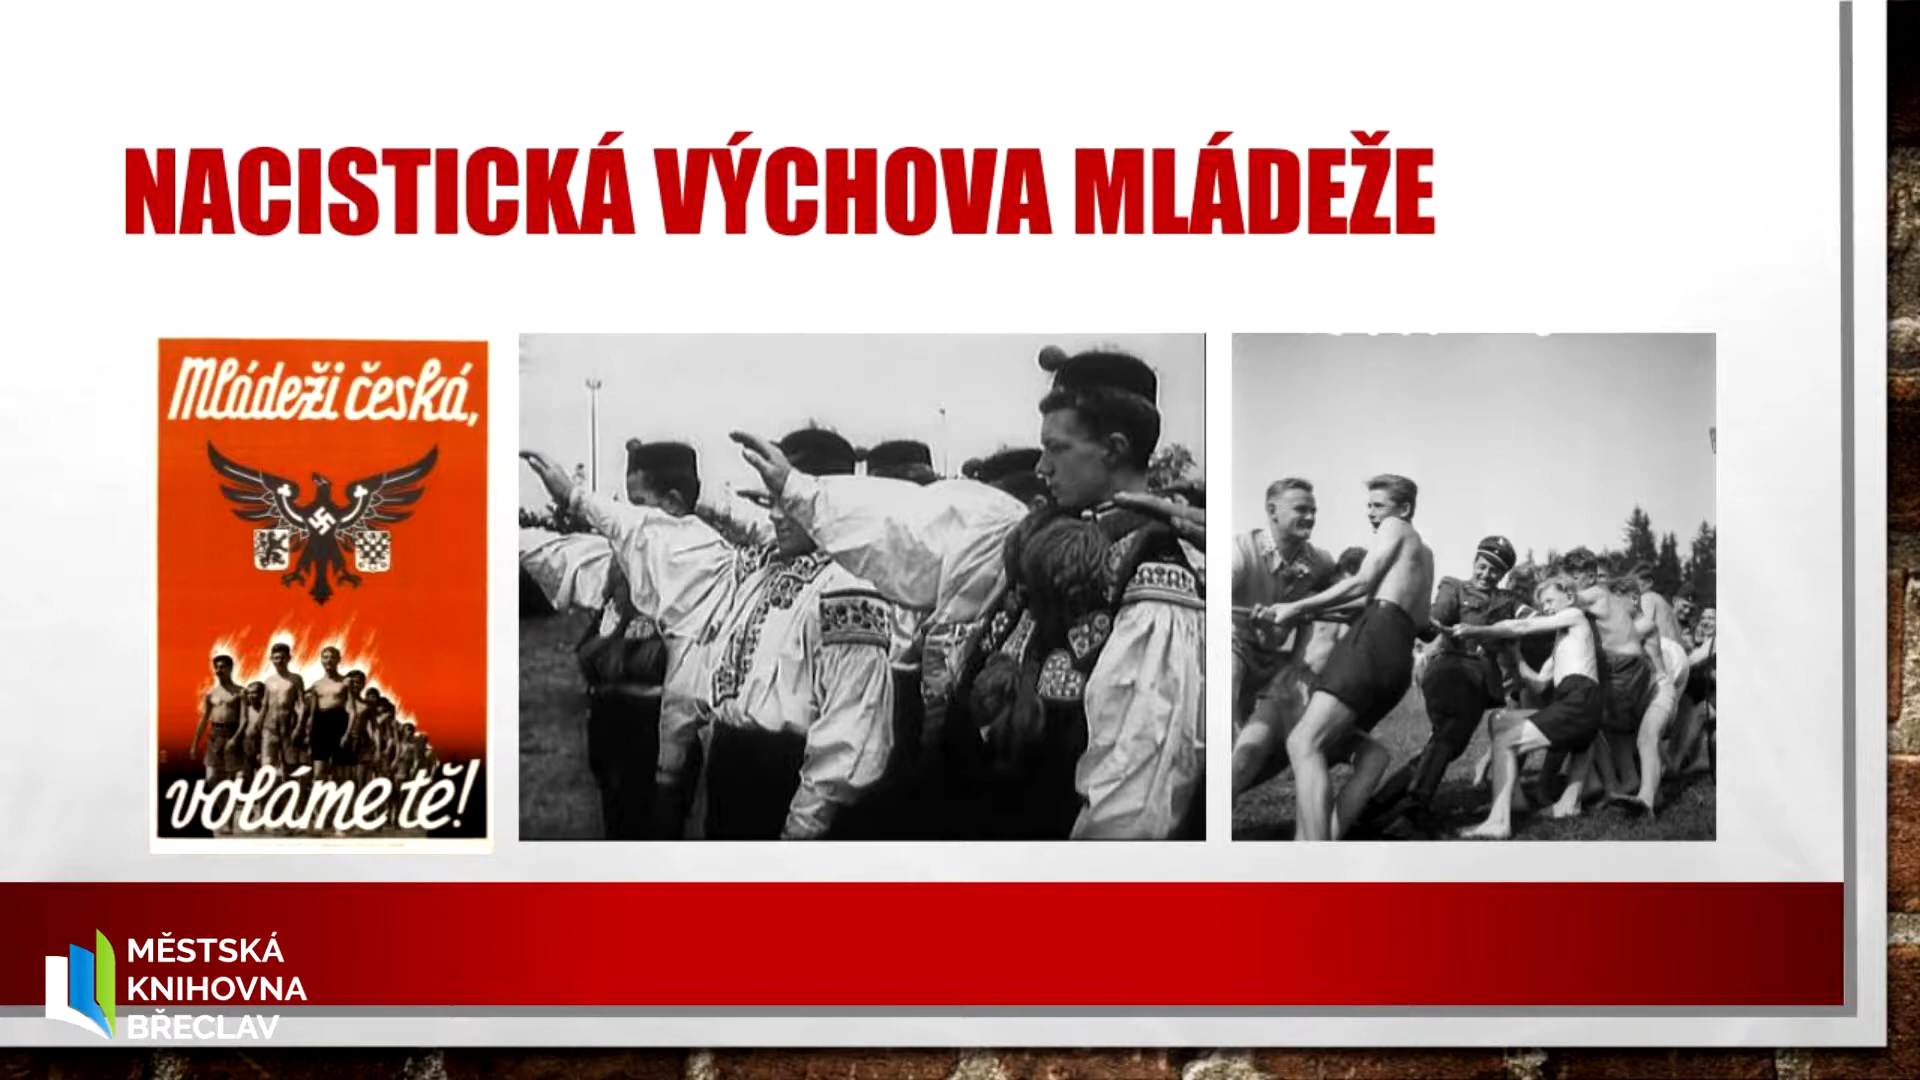 NACISTICKÁ VÝCHOVA MLÁDEŽE
Mládeži česká,
voláme tě!
MĚSTSKÁ
KNIHOVNA
BŘECLAV